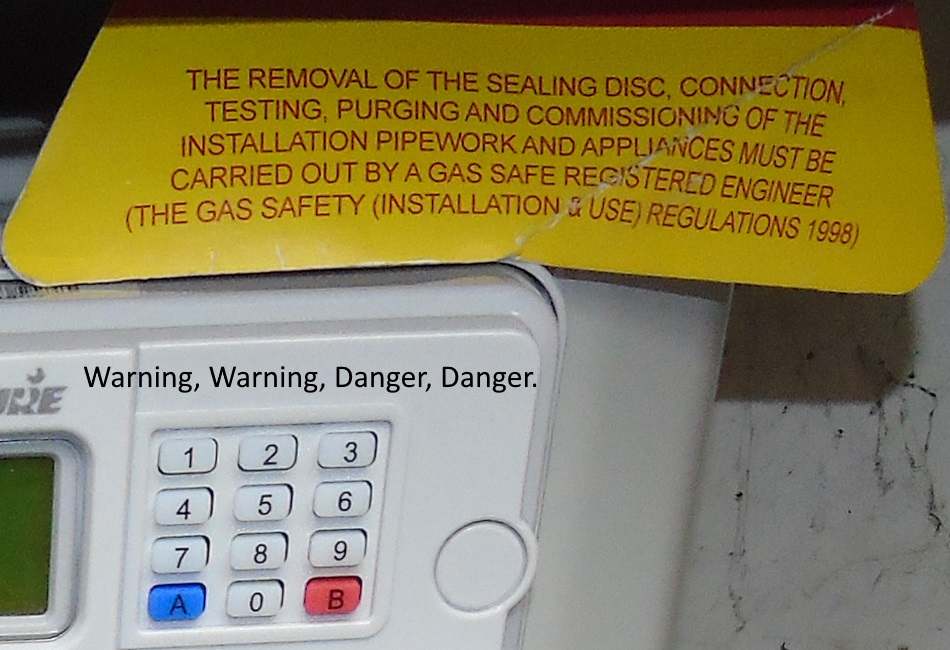 THE REMOVAL OF THE SEALING DISC, CONNECTION,
TESTING, PURGING AND COMMISSIONING OF THE
INSTALLATION PIPEWORK AND APPLIANCES MUST BE
CARRIED OUT BY A GAS SAFE REGISTERED ENGINEER
(THE GAS SAFETY (INSTALLATION & USE) REGULATIONS 1998)
Warning, Warning, Danger, Danger.
URE
1 2 3
4 5 6
7 8 9
A 0 B